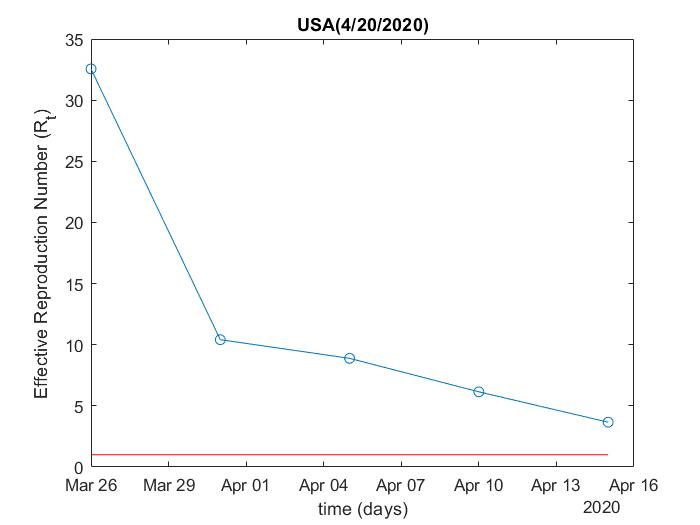 USA(4/20/2020)
Effective Reproduction Number (Rt)
35
30
25
20
15
10
5
0
Mar 26 Mar 29 Apr 01 Apr 04 Apr 07 Apr 10 Apr 13 Apr 16
time (days)
2020